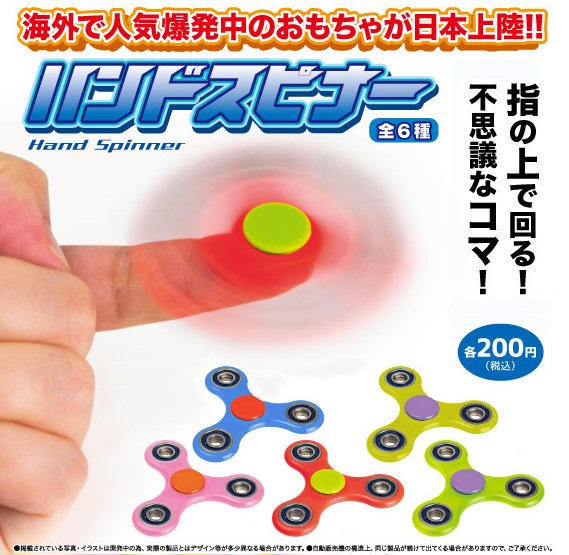 海外で人気爆発中のおもちゃが日本上陸!!
ハンドスピナー
Hand Spinner
全6種
指の上で回る！
不思議なコマ！
各200円
(税込)
●掲載されている写真・イラストは開発中の為、実際の製品とはデザイン等が多少異なる場合があります。●自動販売機の構造上、同じ製品が続けて出てくる場合がありますので、ご了承ください。